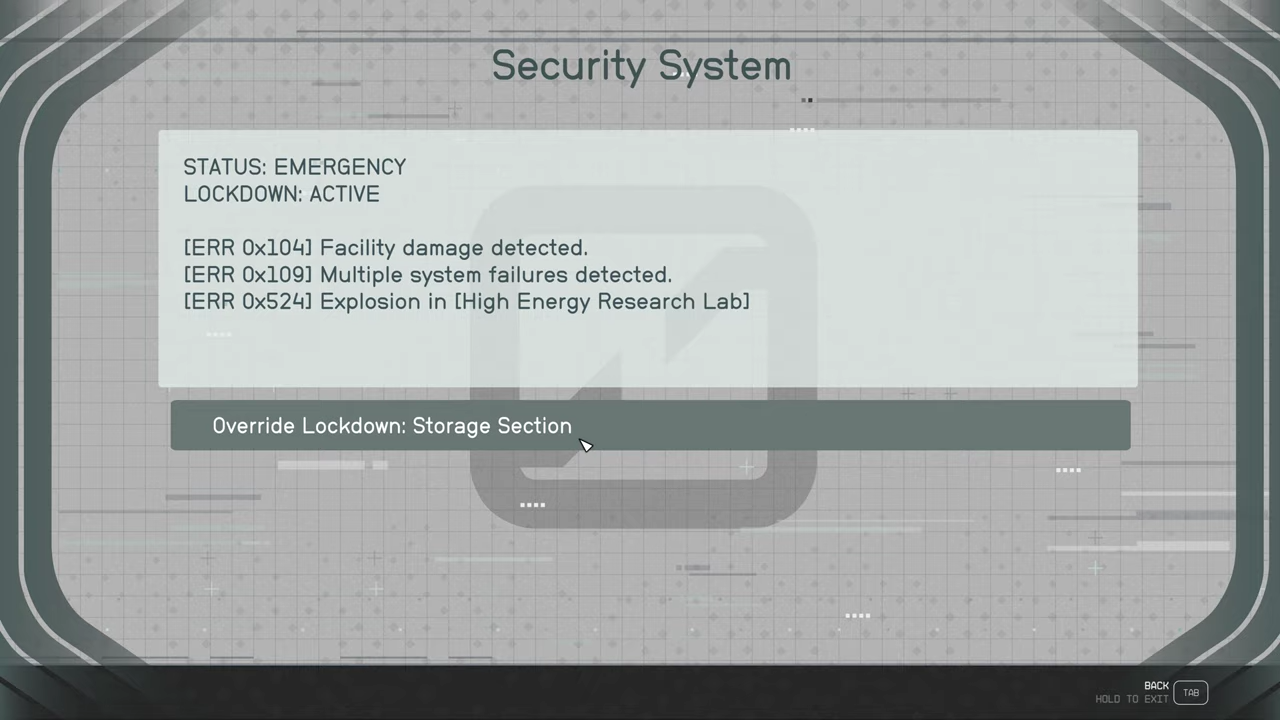 Security System
STATUS: EMERGENCY
LOCKDOWN: ACTIVE
[ERR 0x104] Facility damage detected.
[ERR 0x109] Multiple system failures detected.
[ERR 0x524] Explosion in [High Energy Research Lab]
Override Lockdown: Storage Section
BACK
HOLD TO EXIT
TAB